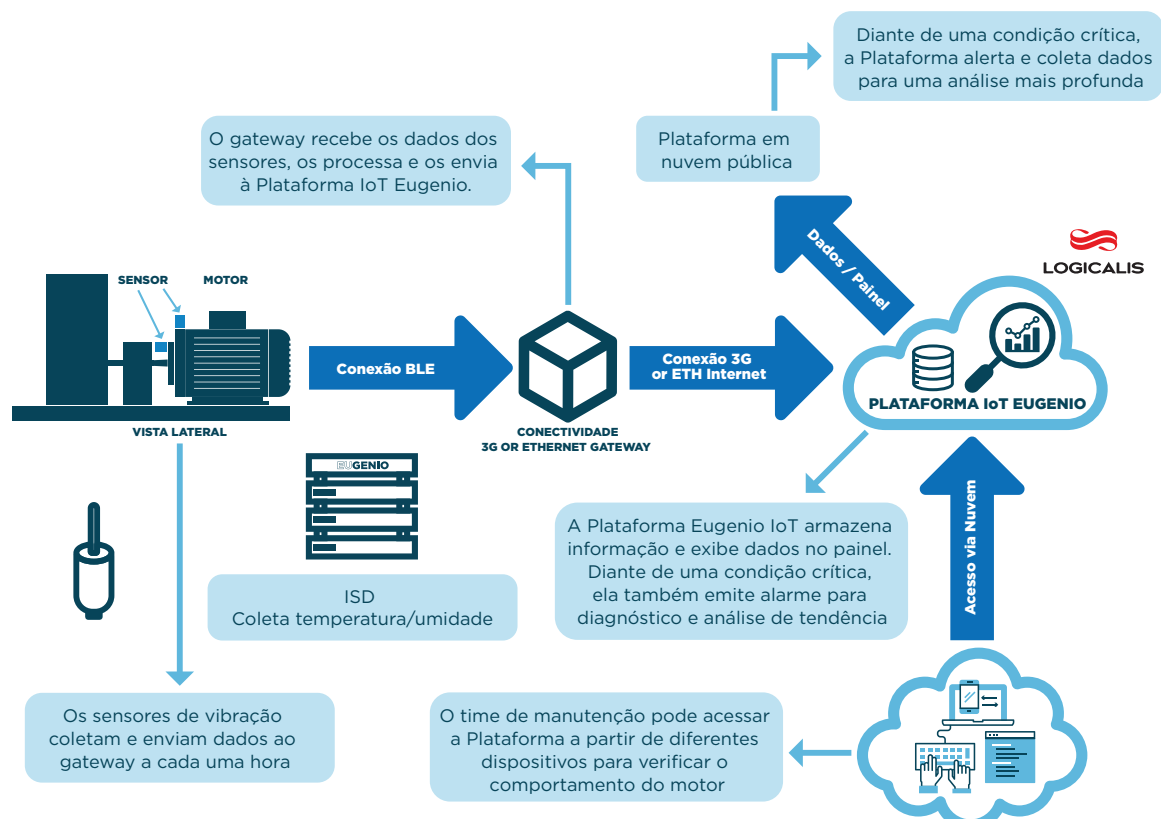 Diante de uma condição crítica,
a Plataforma alerta e coleta dados
para uma análise mais profunda
O gateway recebe os dados dos
sensores, os processa e os envia
à Plataforma IoT Eugenio.
Plataforma em
nuvem pública
Dados / Painel
LOGICALIS
SENSOR
MOTOR
Conexão BLE
Conexão 3G
or ETH Internet
PLATAFORMA IoT EUGENIO
VISTA LATERAL
CONECTIVIDADE
3G OR ETHERNET GATEWAY
EUGENIO
ISD
Coleta temperatura/umidade
A Plataforma Eugenio IoT armazena
informação e exibe dados no painel.
Diante de uma condição crítica,
ela também emite alarme para
diagnóstico e análise de tendência
Acesso via Nuvem
Os sensores de vibração
coletam e enviam dados ao
gateway a cada uma hora
O time de manutenção pode acessar
a Plataforma a partir de diferentes
dispositivos para verificar o
comportamento do motor